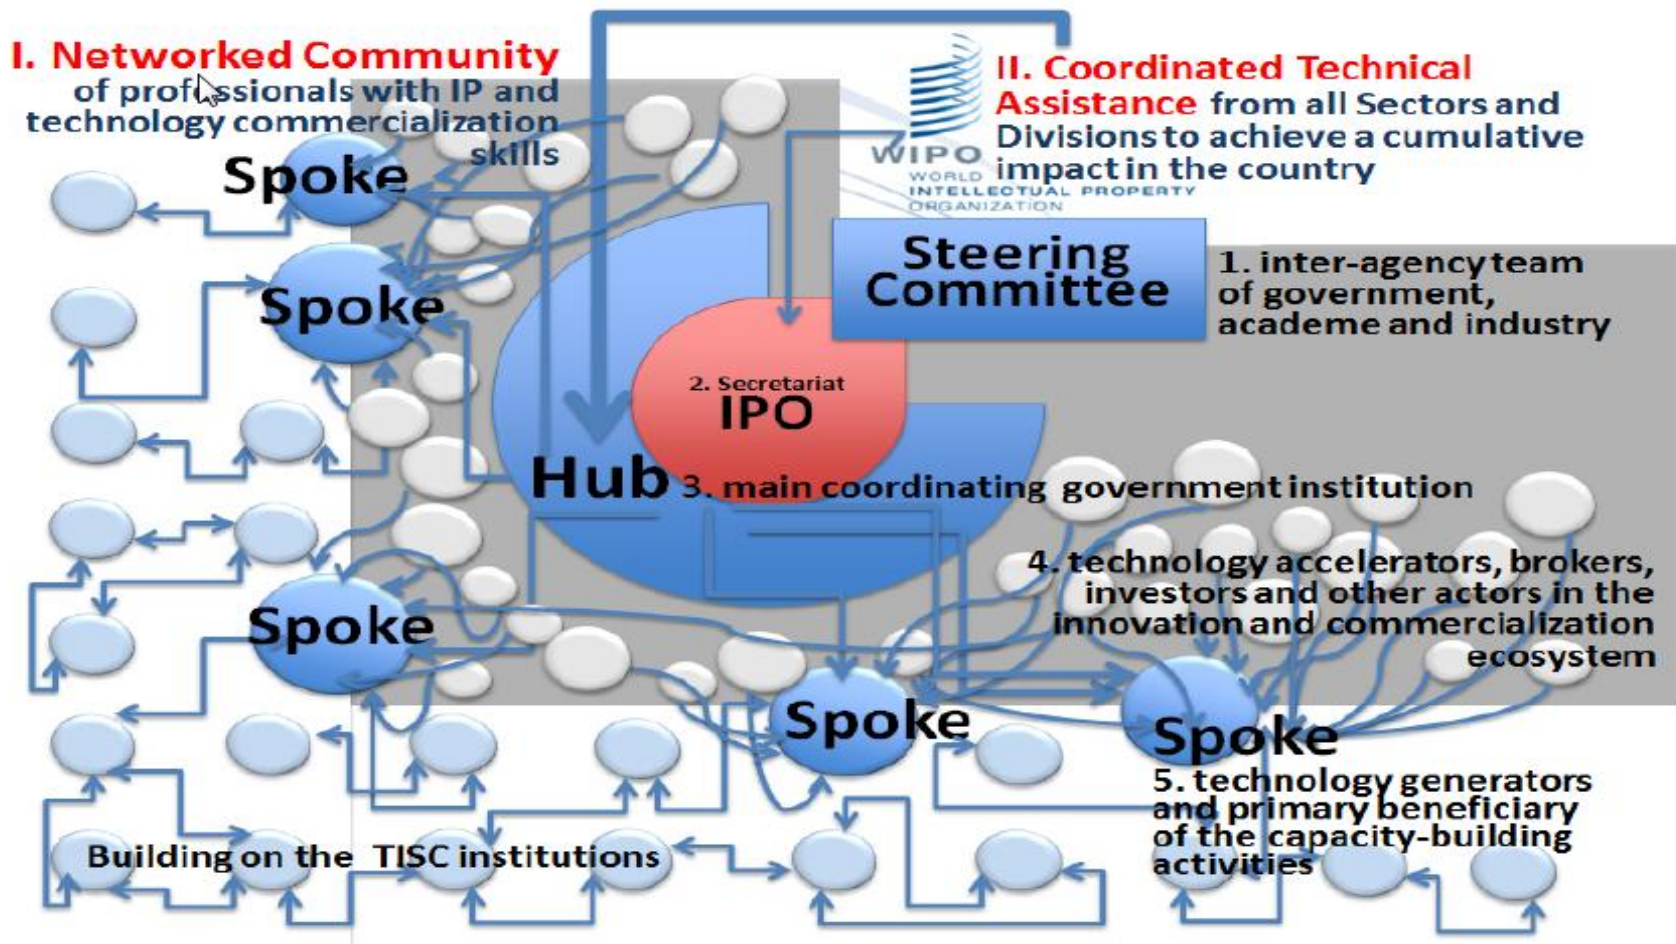 I. Networked Community
of professionals with IP and
technology commercialization
skills
WIPO
WORLD
INTELLECTUAL PROPERTY
ORGANIZATION
II. Coordinated Technical
Assistance from all Sectors and
Divisions to achieve a cumulative
impact in the country
Spoke
Spoke
Steering
Committee
1. inter-agency team
of government,
academe and industry
2. Secretariat
IPO
Hub
3. main coordinating government institution
4. technology accelerators, brokers,
investors and other actors in the
innovation and commercialization
ecosystem
Spoke
Spoke
Spoke
5. technology generators
and primary beneficiary
of the capacity-building
activities
Building on the TISC institutions